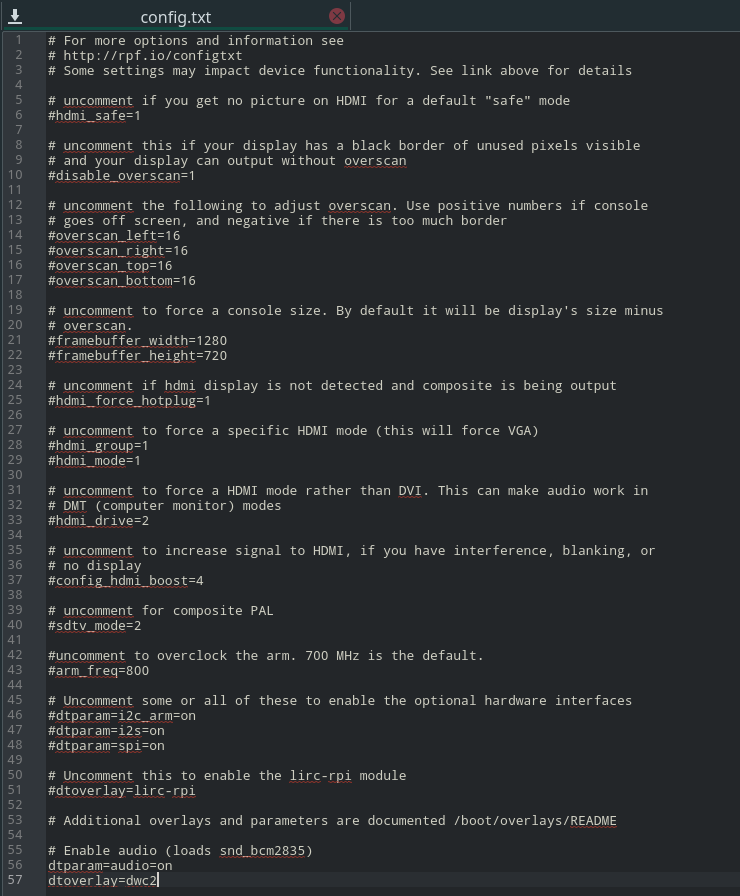 config.txt
1 # For more options and information see
2 # http://rpf.io/configtxt
3 # Some settings may impact device functionality. See link above for details
4
5 # uncomment if you get no picture on HDMI for a default "safe" mode
6 #hdmi_safe=1
7
8 # uncomment this if your display has a black border of unused pixels visible
9 # and your display can output without overscan
10 #disable_overscan=1
11
12 # uncomment the following to adjust overscan. Use positive numbers if console
13 # goes off screen, and negative if there is too much border
14 #overscan_left=16
15 #overscan_right=16
16 #overscan_top=16
17 #overscan_bottom=16
18
19 # uncomment to force a console size. By default it will be display's size minus
20 # overscan.
21 #framebuffer_width=1280
22 #framebuffer_height=720
23
24 # uncomment if hdmi display is not detected and composite is being output
25 #hdmi_force_hotplug=1
26
27 # uncomment to force a specific HDMI mode (this will force VGA)
28 #hdmi_group=1
29 #hdmi_mode=1
30
31 # uncomment to force a HDMI mode rather than DVI. This can make audio work in
32 # DMT (computer monitor) modes
33 #hdmi_drive=2
34
35 # uncomment to increase signal to HDMI, if you have interference, blanking, or
36 # no display
37 #config_hdmi_boost=4
38
39 # uncomment for composite PAL
40 #sdtv_mode=2
41
42 #uncomment to overclock the arm. 700 MHz is the default.
43 #arm_freq=800
44
45 # Uncomment some or all of these to enable the optional hardware interfaces
46 #dtparam=i2c_arm=on
47 #dtparam=i2s=on
48 #dtparam=spi=on
49
50 # Uncomment this to enable the lirc-rpi module
51 #dtoverlay=lirc-rpi
52
53 # Additional overlays and parameters are documented /boot/overlays/README
54
55 # Enable audio (loads snd_bcm2835)
56 dtparam=audio=on
57 dtoverlay=dwc2